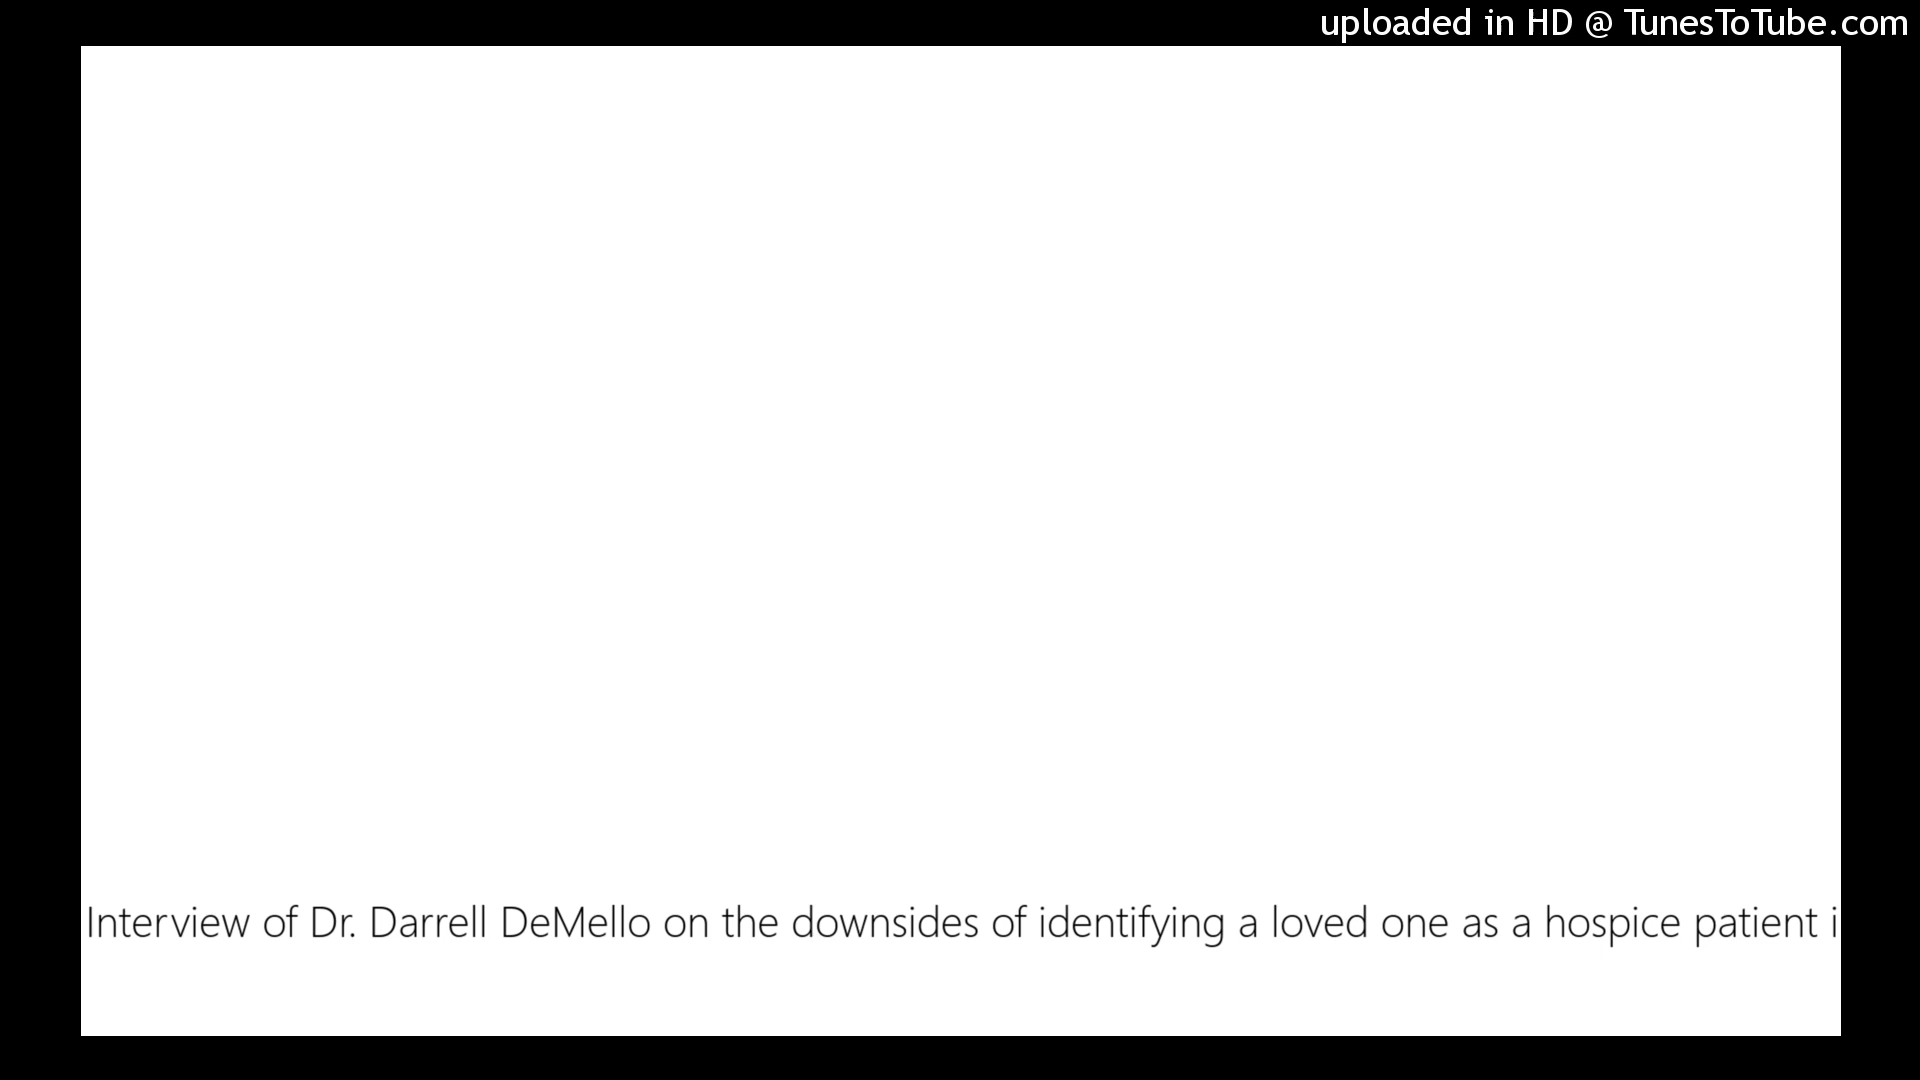 uploaded in HD @ TunesToTube.com
Interview of Dr. Darrell DeMello on the downsides of identifying a loved one as a hospice patient i